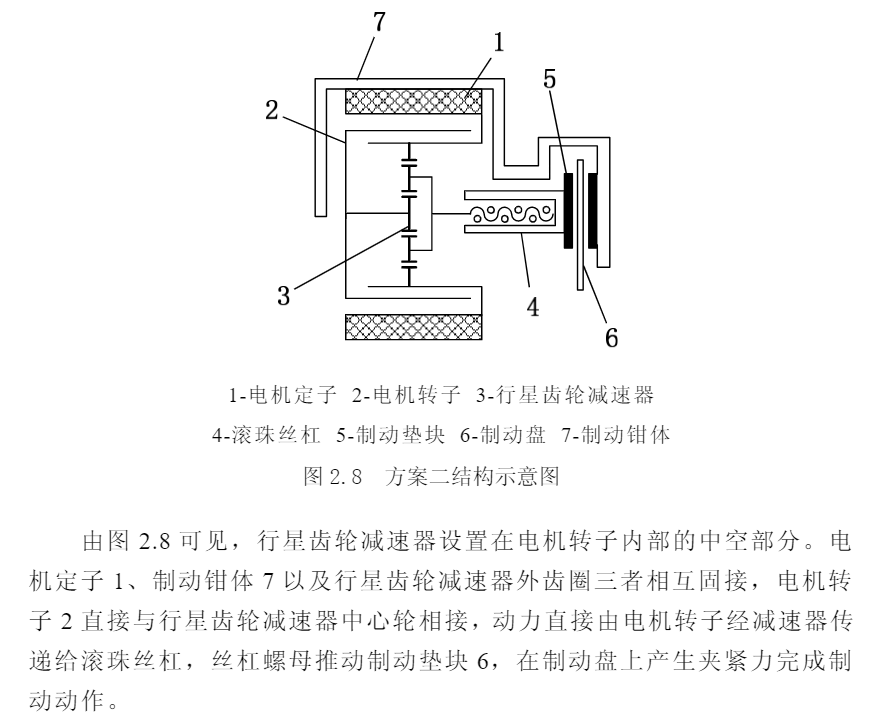 7
1
5
2
3
4
6
1-电机定子 2-电机转子 3-行星齿轮减速器
4-滚珠丝杠 5-制动垫块 6-制动盘 7-制动钳体
图 2.8 方案二结构示意图
由图 2.8 可见，行星齿轮减速器设置在电机转子内部的中空部分。电
机定子 1、制动钳体 7 以及行星齿轮减速器外齿圈三者相互固接，电机转
子 2 直接与行星齿轮减速器中心轮相接，动力直接由电机转子经减速器传
递给滚珠丝杠，丝杠螺母推动制动垫块 6，在制动盘上产生夹紧力完成制
动动作。